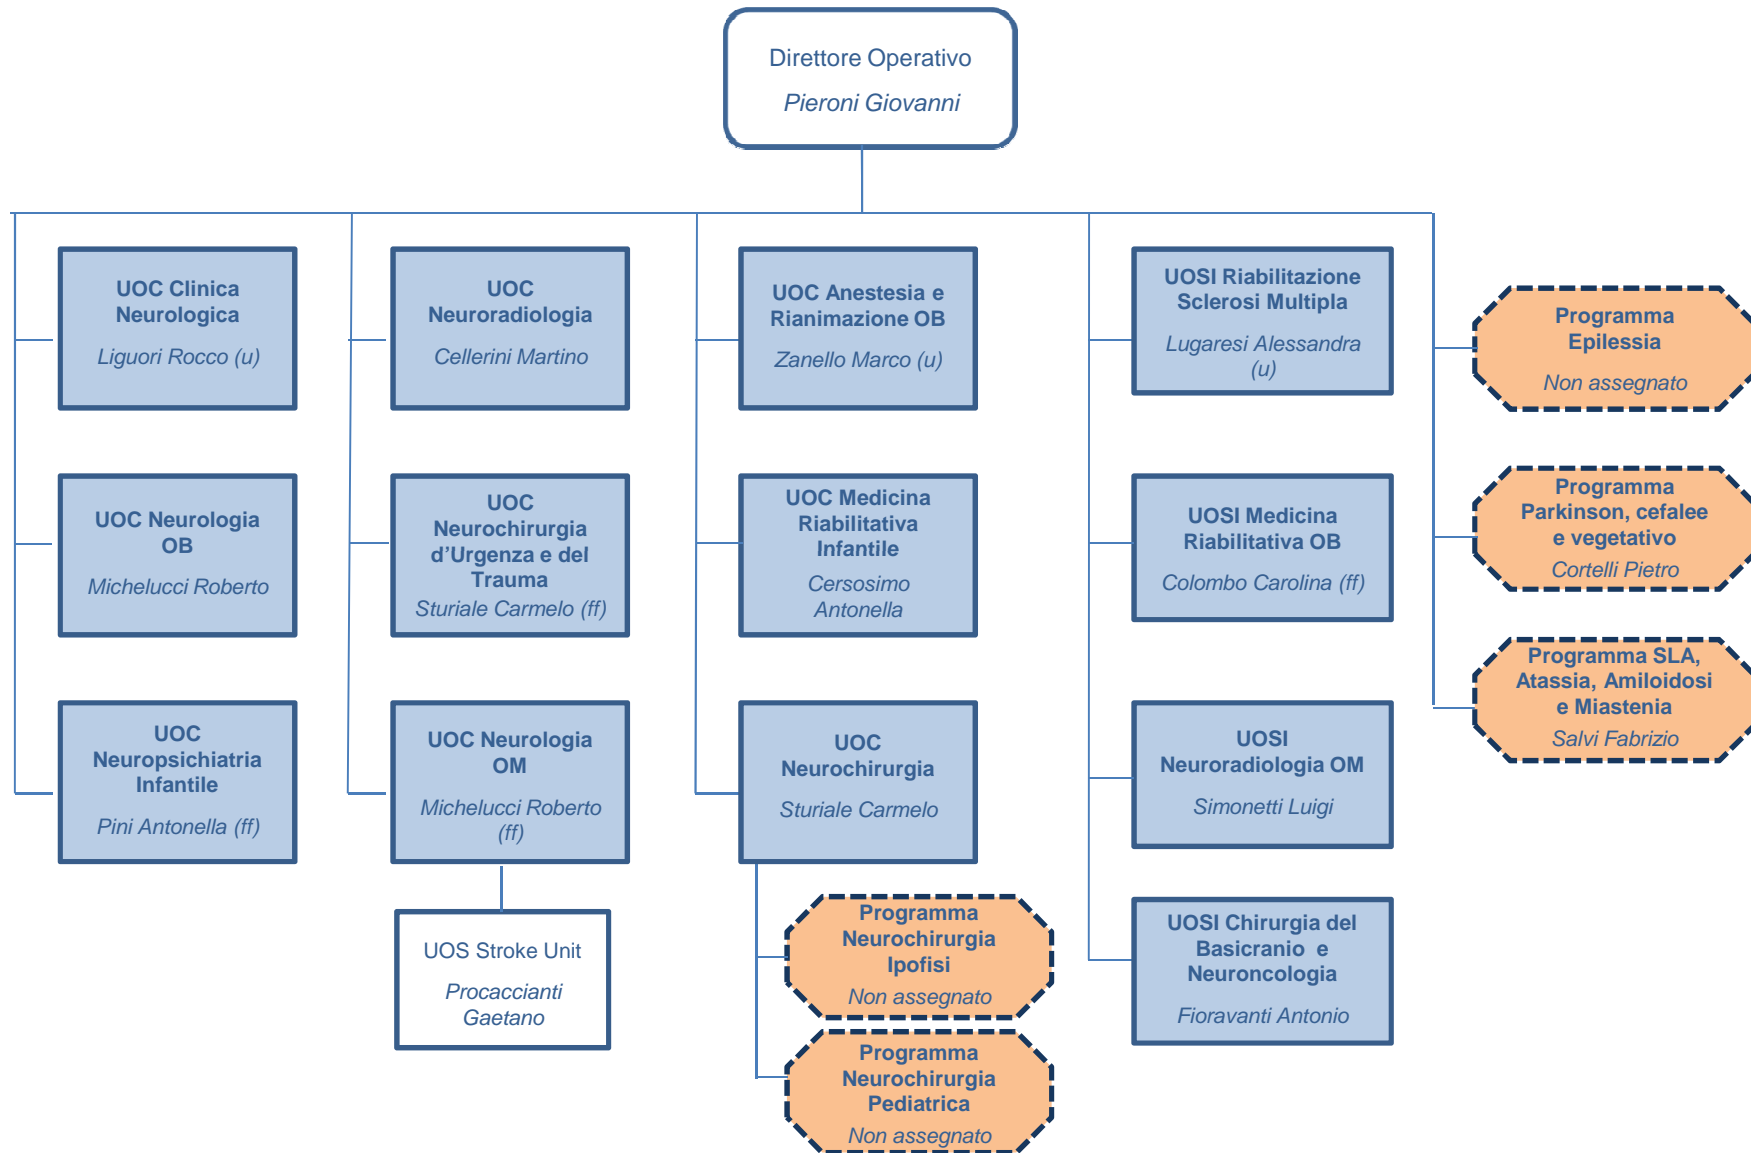 Direttore Operativo
Pieroni Giovanni
UOC Clinica
Neurologica
Liguori Rocco (u)
UOC Neurologia
OB
Michelucci Roberto
UOC
Neuropsichiatria
Infantile
Pini Antonella (ff)
UOC
Neuroradiologia
Cellerini Martino
UOC
Neurochirurgia
d’Urgenza e del
Trauma
Sturiale Carmelo (ff)
UOC Neurologia
OM
Michelucci Roberto
(ff)
UOS Stroke Unit
Procaccianti
Gaetano
UOC Anestesia e
Rianimazione OB
Zanello Marco (u)
UOC Medicina
Riabilitativa
Infantile
Cersosimo
Antonella
UOC
Neurochirurgia
Sturiale Carmelo
Programma
Neurochirurgia
Ipofisi
Non assegnato
Programma
Neurochirurgia
Pediatrica
Non assegnato
UOSI Riabilitazione
Sclerosi Multipla
Lugaresi Alessandra
(u)
UOSI Medicina
Riabilitativa OB
Colombo Carolina (ff)
UOSI
Neuroradiologia OM
Simonetti Luigi
UOSI Chirurgia del
Basicranio e
Neuroncologia
Fioravanti Antonio
Programma
Epilessia
Non assegnato
Programma
Parkinson, cefalee
e vegetativo
Cortelli Pietro
Programma SLA,
Atassia, Amiloidosi
e Miastenia
Salvi Fabrizio